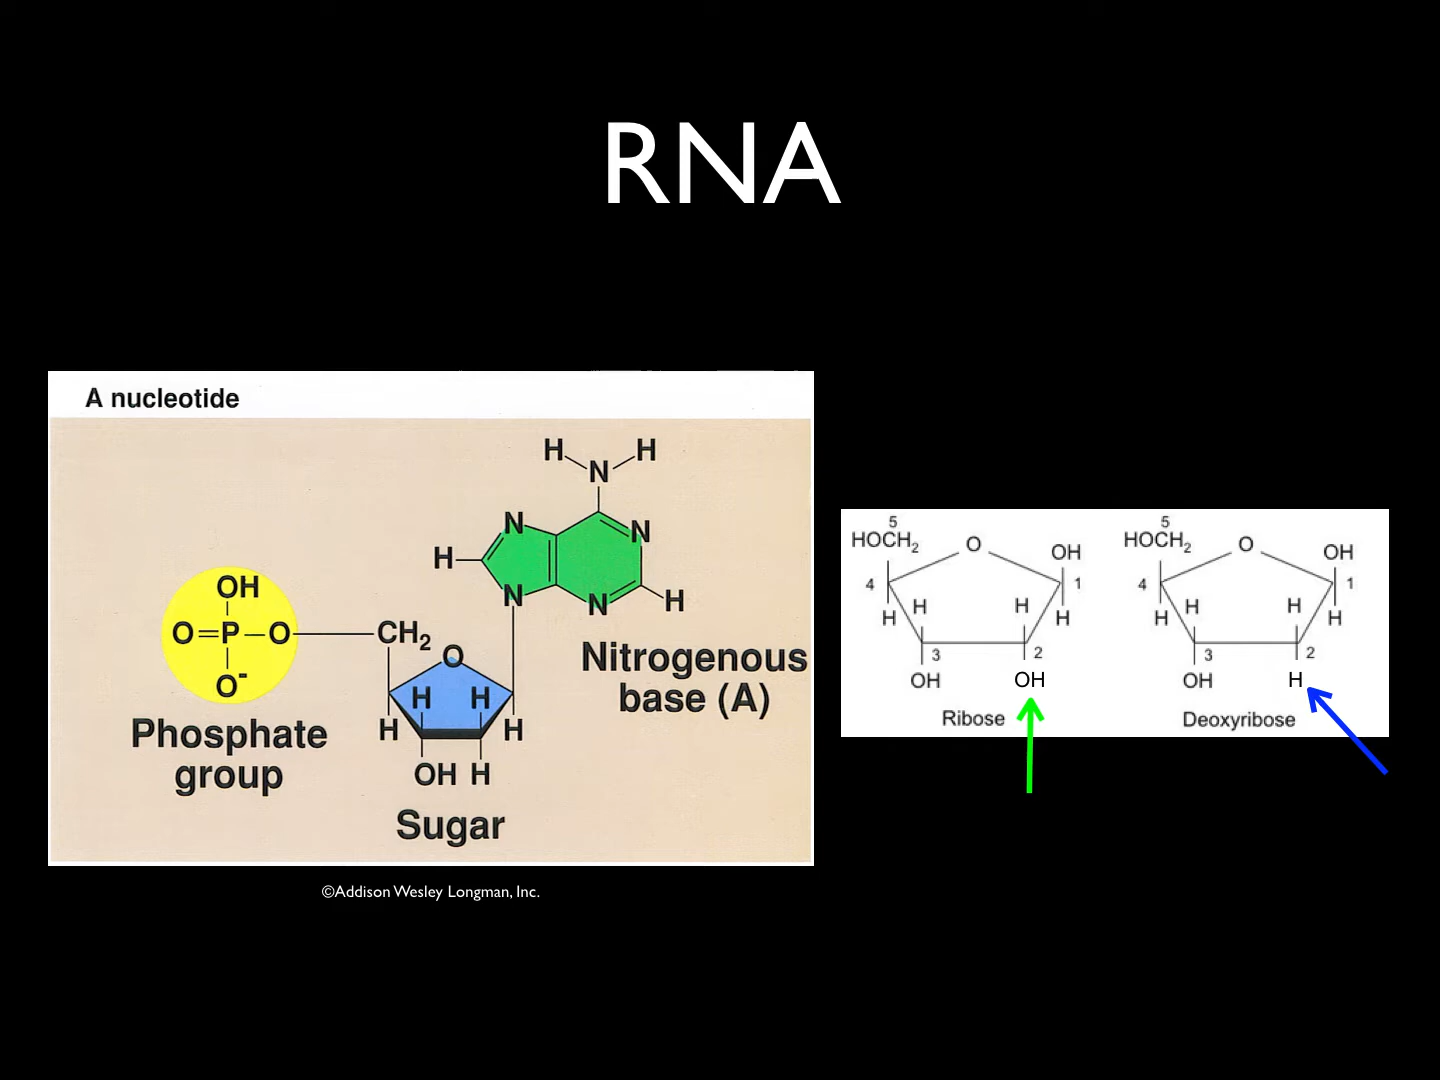 RNA
A nucleotide
H H
N
N N
H
N N H
OH
P
O=P–O CH2
O
O-
H H
H H
OH H
Phosphate
group
Sugar
Nitrogenous
base (A)
©Addison Wesley Longman, Inc.
5
HOCH2 O OH
4 1
H H H H
3 2
OH OH
Ribose
5
HOCH2 O OH
4 1
H H H H
3 2
OH H
Deoxyribose